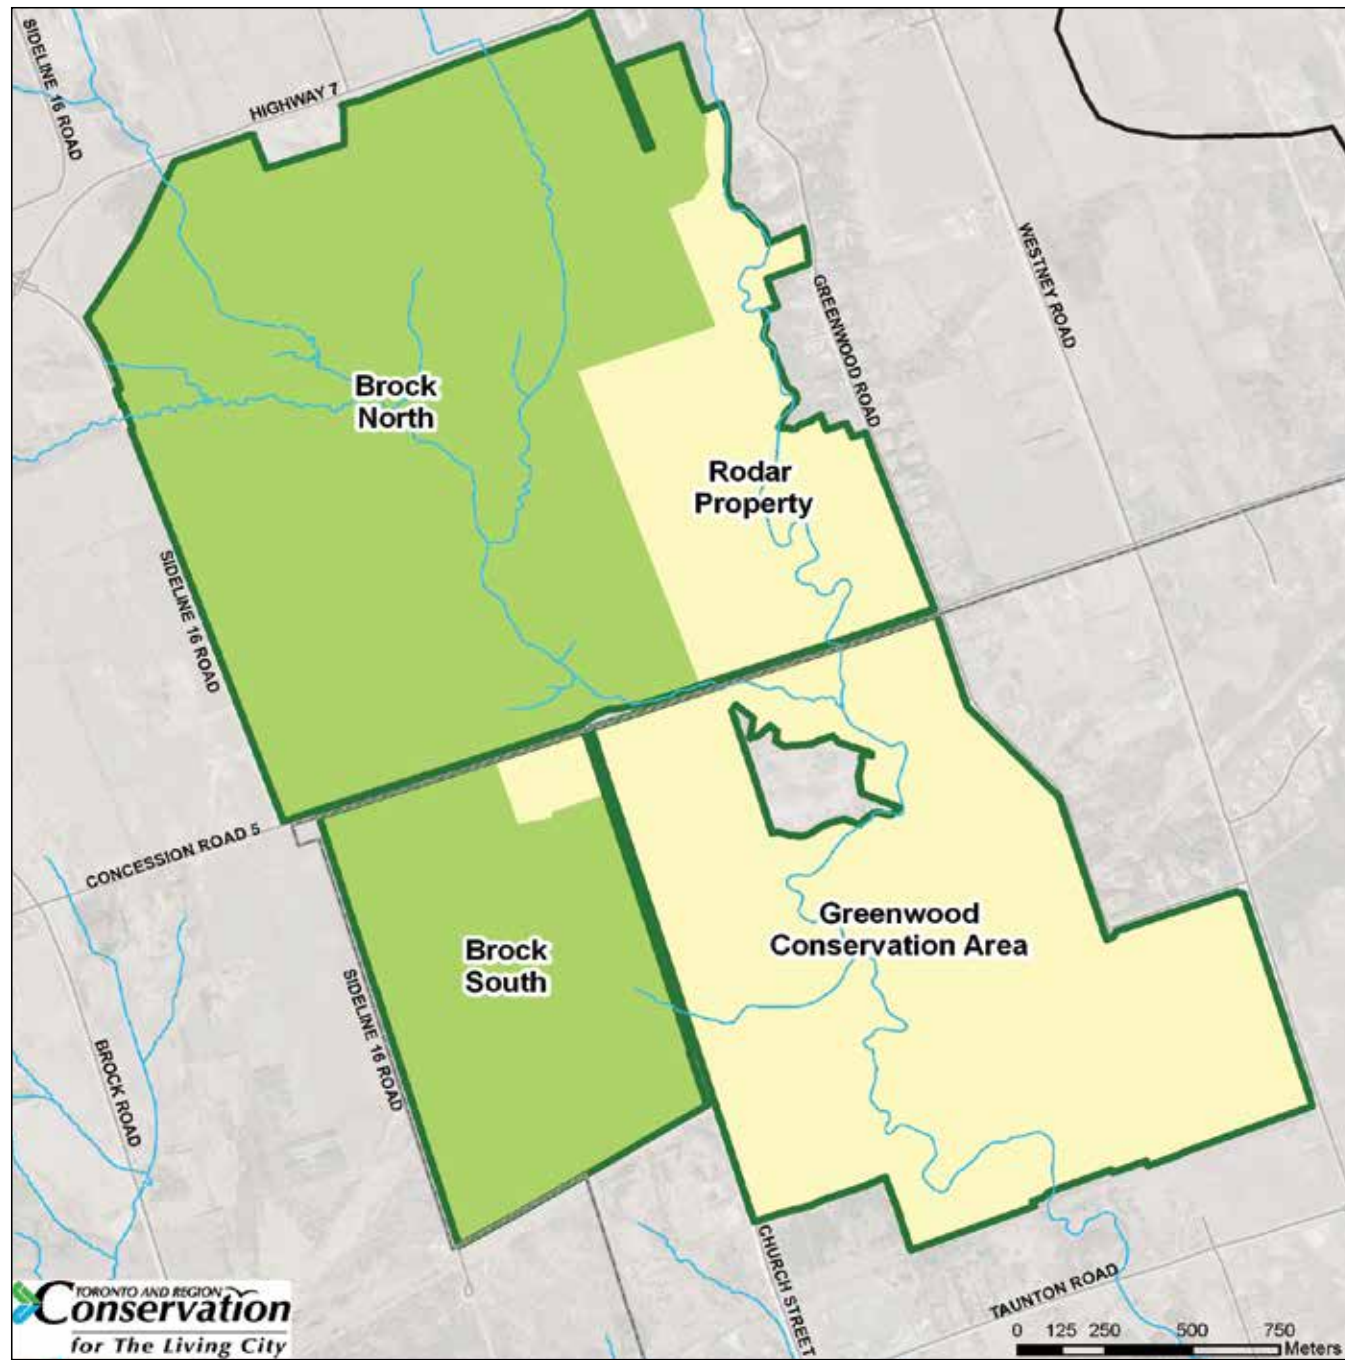 SIDELINE 16 ROAD
HIGHWAY 7
WESTNEY ROAD
GREENWOOD ROAD
Brock
North
Rodar
Property
SIDELINE 16 ROAD
CONCESSION ROAD 5
Greenwood
Conservation Area
Brock
South
SIDELINE 16 ROAD
BROCK ROAD
CHURCH STREET
TAUNTON ROAD
TORONTO AND REGION
Conservation
for The Living City
0 125 250 500 750
Meters